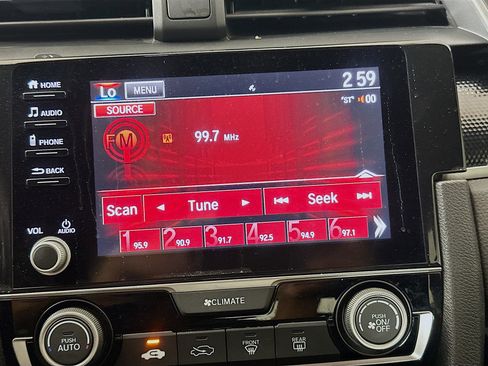 HOME
AUDIO
PHONE
BACK
VOL AUDIO
Lo MENU 2:59
SOURCE "ST" 00
FM 99.7 MHz
Scan Tune Seek
1 95.9 2 90.9 3 91.7 4 92.5 5 94.9 6 97.1
CLIMATE
PUSH AUTO
FRONT
REAR
PUSH ON/OFF